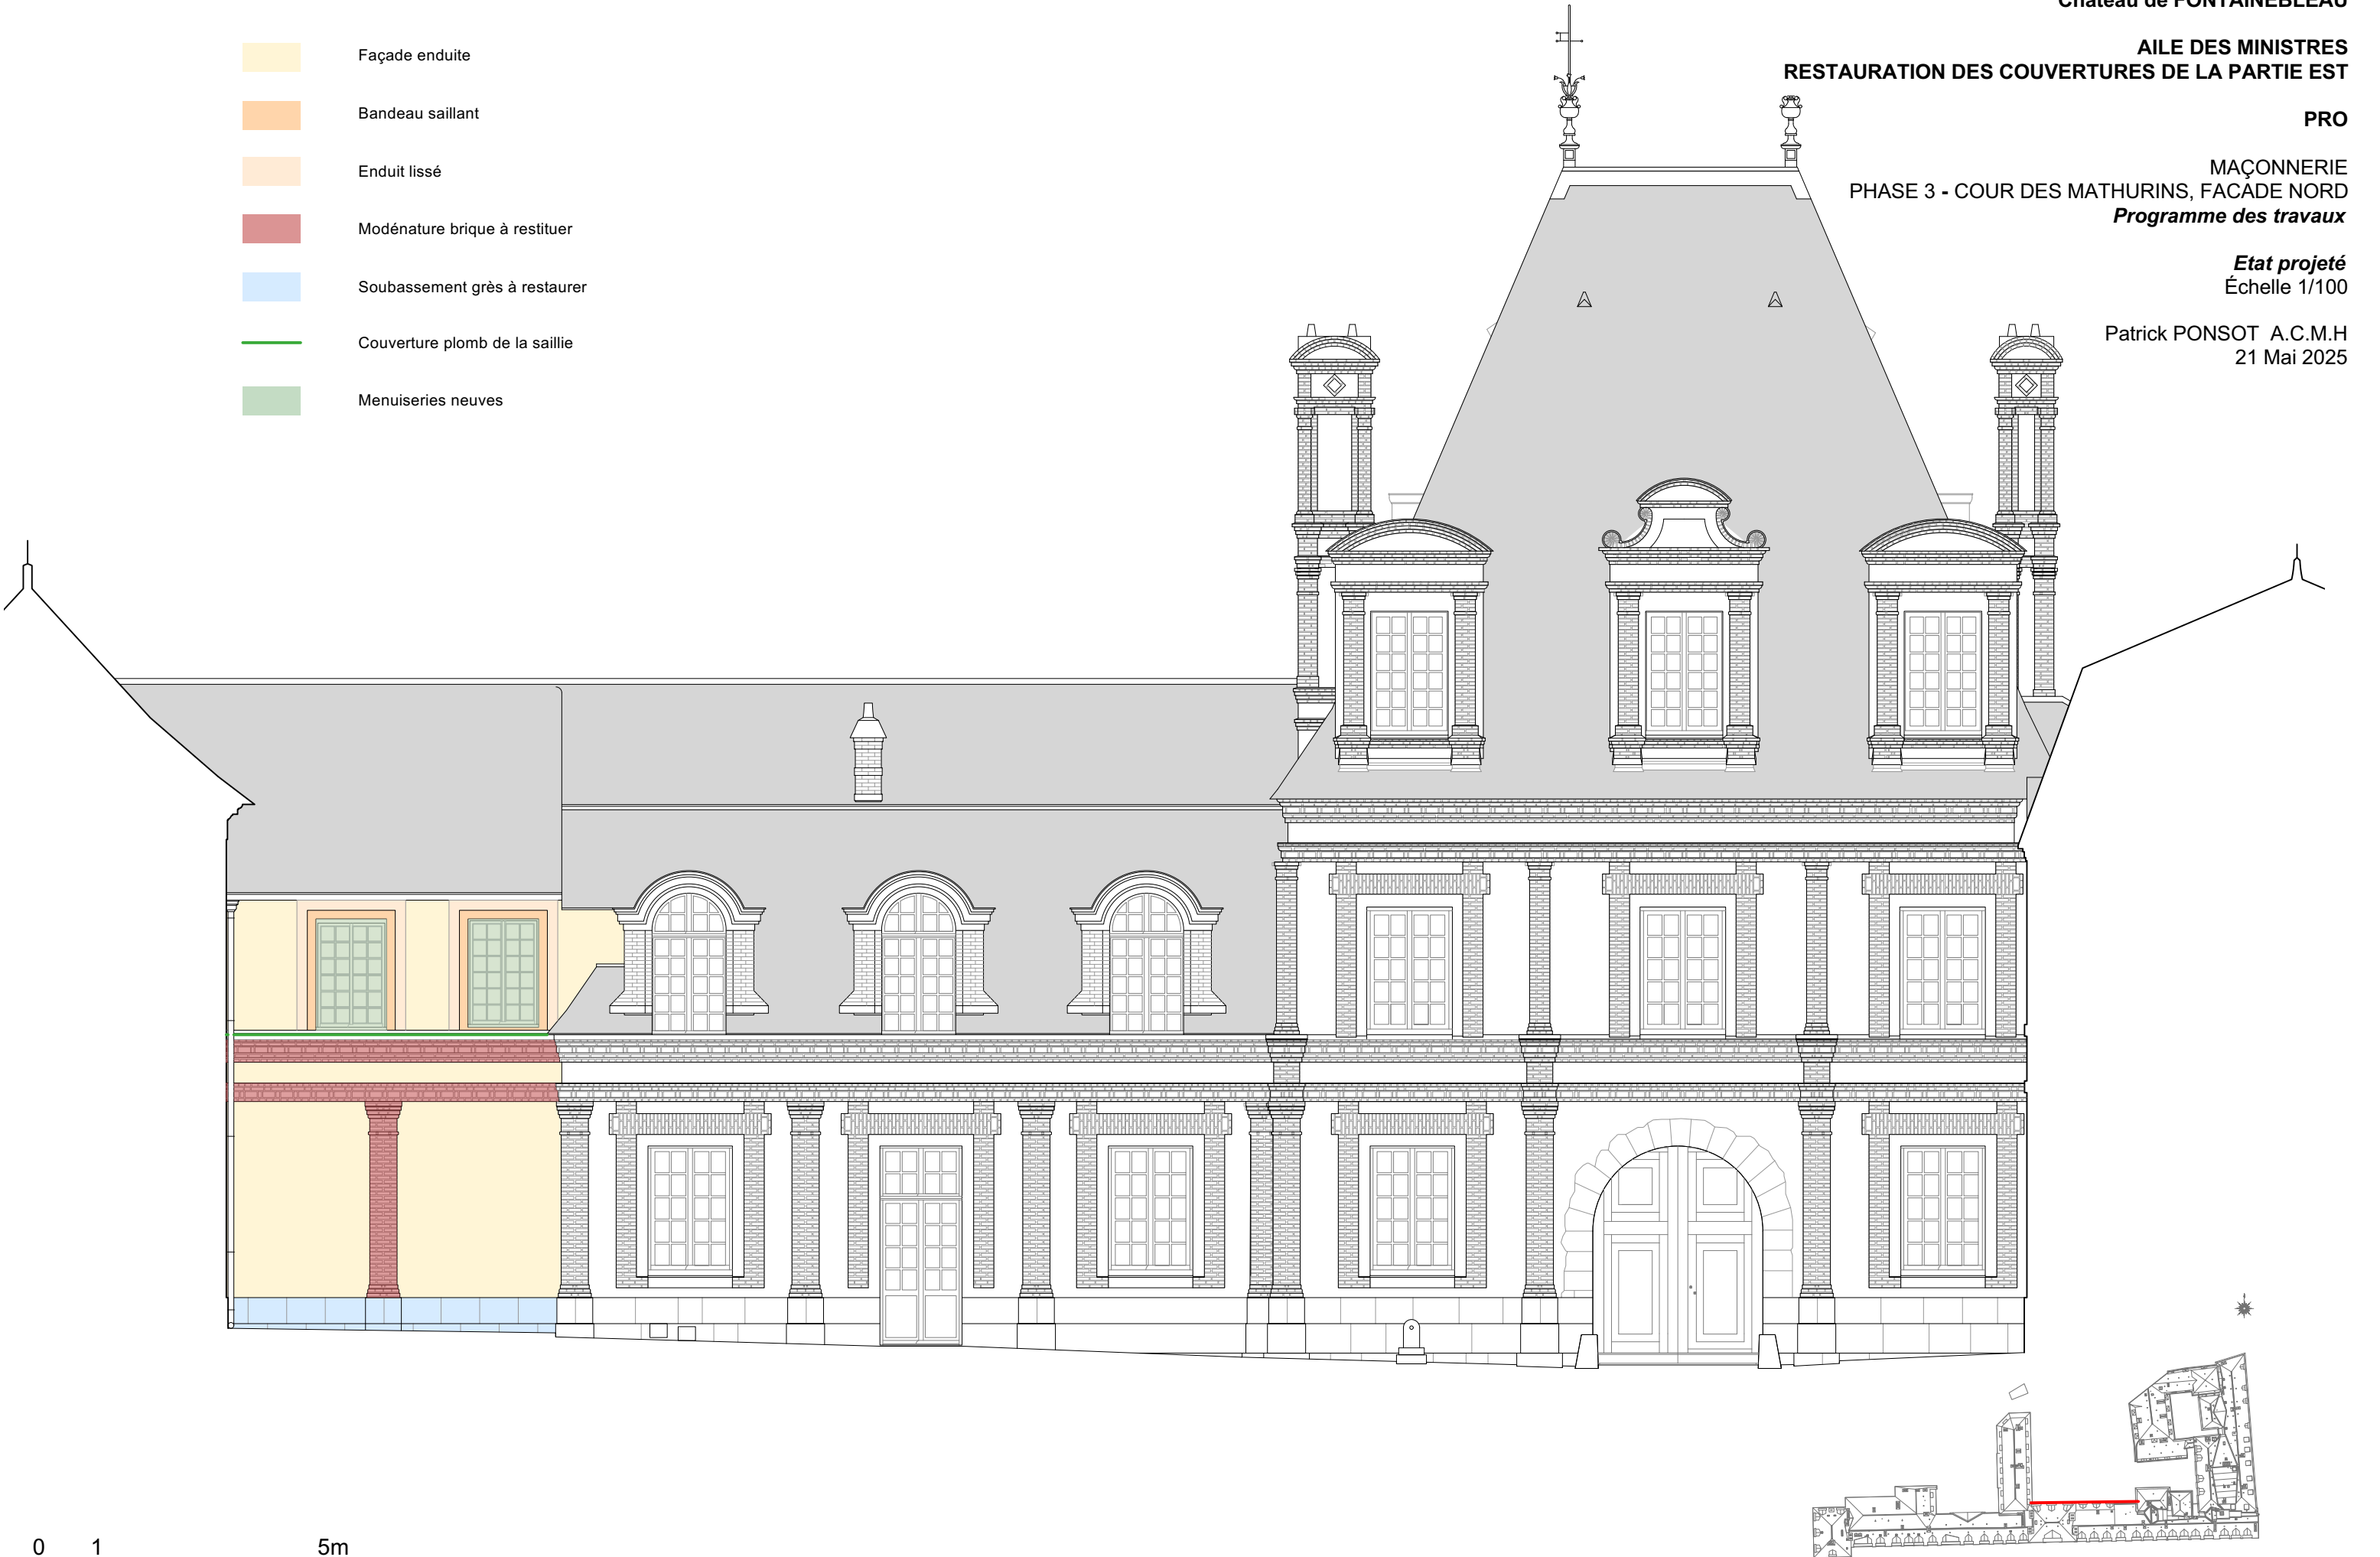 Château de FONTAINEBLEAU
AILE DES MINISTRES
RESTAURATION DES COUVERTURES DE LA PARTIE EST
PRO
MAÇONNERIE
PHASE 3 - COUR DES MATHURINS, FACADE NORD
Programme des travaux
Etat projeté
Échelle 1/100
Patrick PONSOT A.C.M.H
21 Mai 2025
Façade enduite
Bandeau saillant
Enduit lissé
Modénature brique à restituer
Soubassement grès à restaurer
Couverture plomb de la saillie
Menuiseries neuves
0 1 5m